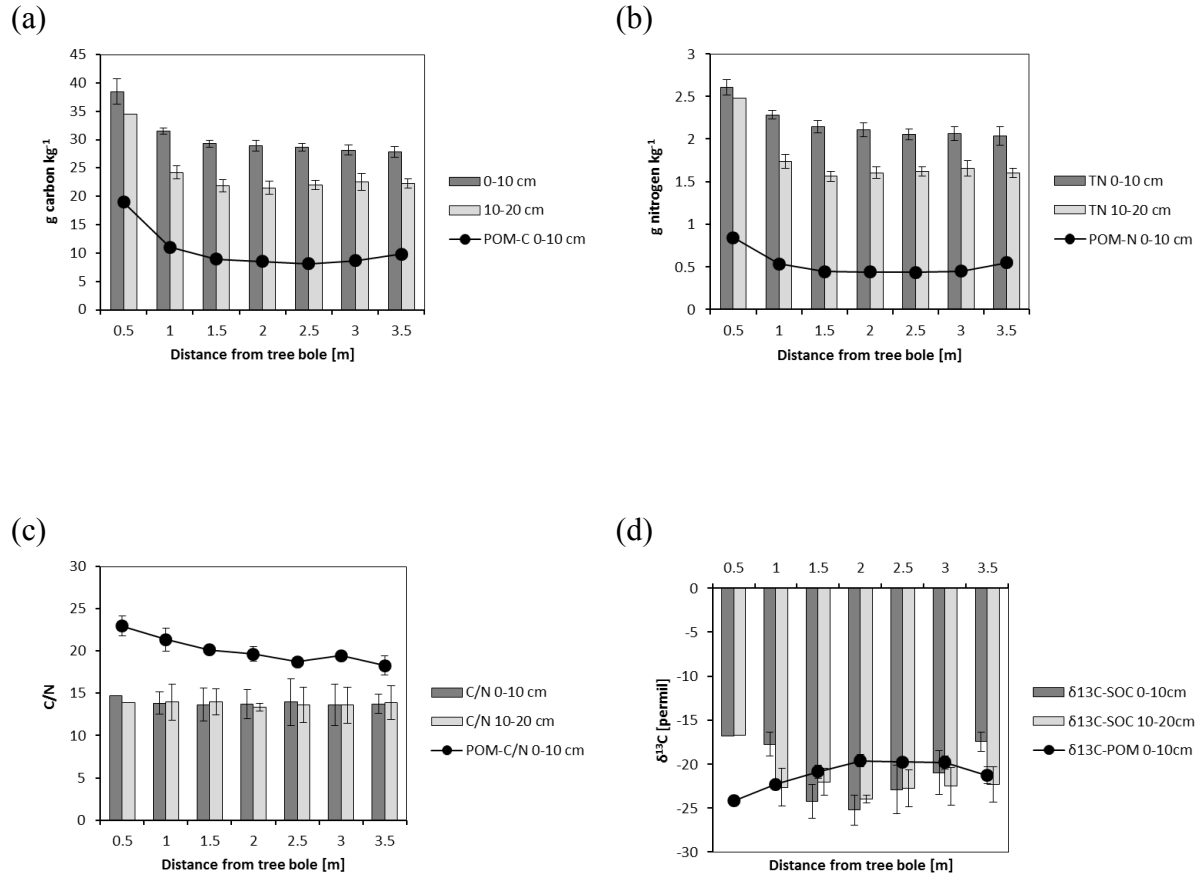 (a)
45
40
35
30
25
20
15
10
5
0
g carbon kg⁻¹
0.5 1 1.5 2 2.5 3 3.5
Distance from tree bole [m]
0-10 cm
10-20 cm
POM-C 0-10 cm
(b)
3
2.5
2
1.5
1
0.5
0
g nitrogen kg⁻¹
0.5 1 1.5 2 2.5 3 3.5
Distance from tree bole [m]
TN 0-10 cm
TN 10-20 cm
POM-N 0-10 cm
(c)
30
25
20
15
10
5
0
C/N
0.5 1 1.5 2 2.5 3 3.5
Distance from tree bole [m]
C/N 0-10 cm
C/N 10-20 cm
POM-C/N 0-10 cm
(d)
0.5 1 1.5 2 2.5 3 3.5
0
-5
-10
-15
-20
-25
-30
δ¹³C [permil]
Distance from tree bole [m]
δ13C-SOC 0-10cm
δ13C-SOC 10-20cm
δ13C-POM 0-10cm